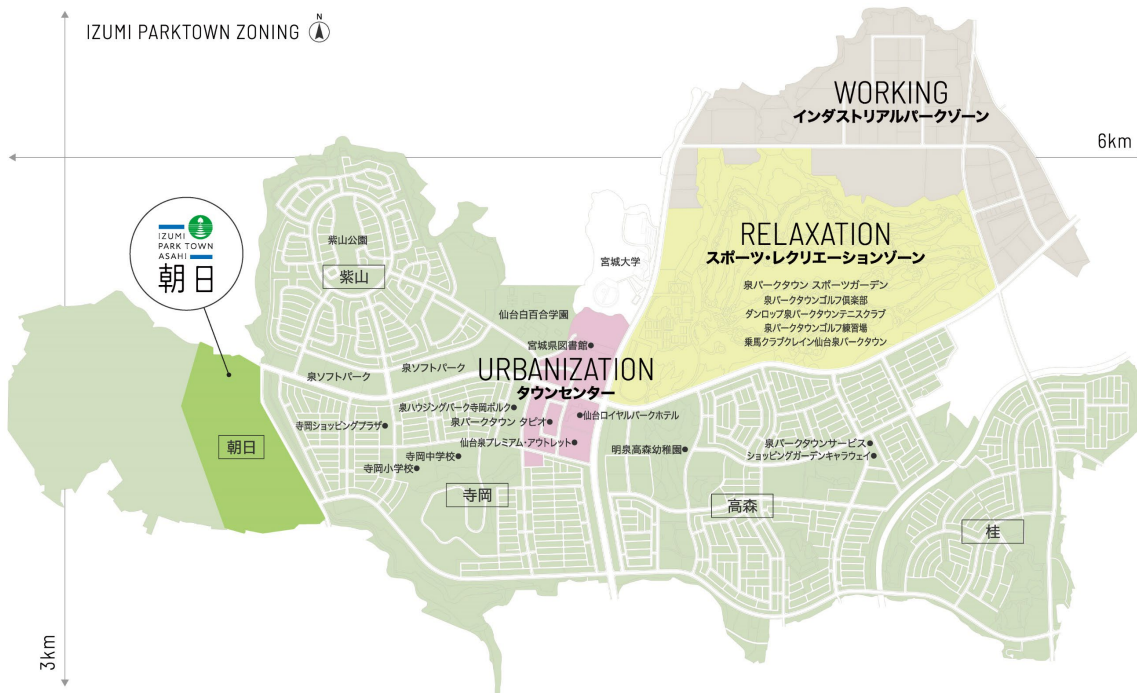 IZUMI PARKTOWN ZONING
N
WORKING
インダストリアルパークゾーン
6km
IZUMI
PARK TOWN
ASAHI
朝日
紫山公園
紫山
宮城大学
RELAXATION
スポーツ・レクリエーションゾーン
泉パークタウン スポーツガーデン
泉パークタウンゴルフ倶楽部
ダンロップ泉パークタウンテニスクラブ
泉パークタウンゴルフ練習場
乗馬クラブクレイン仙台泉パークタウン
仙台白百合学園
宮城県図書館
URBANIZATION
タウンセンター
泉ソフトパーク
泉ソフトパーク
泉ハウジングパーク寺岡ポルク
泉パークタウン タピオ
仙台ロイヤルパークホテル
寺岡ショッピングプラザ
仙台泉プレミアム・アウトレット
朝日
寺岡中学校
寺岡小学校
明泉高森幼稚園
泉パークタウンサービス
ショッピングガーデンキャラウェイ
寺岡
高森
桂
3km